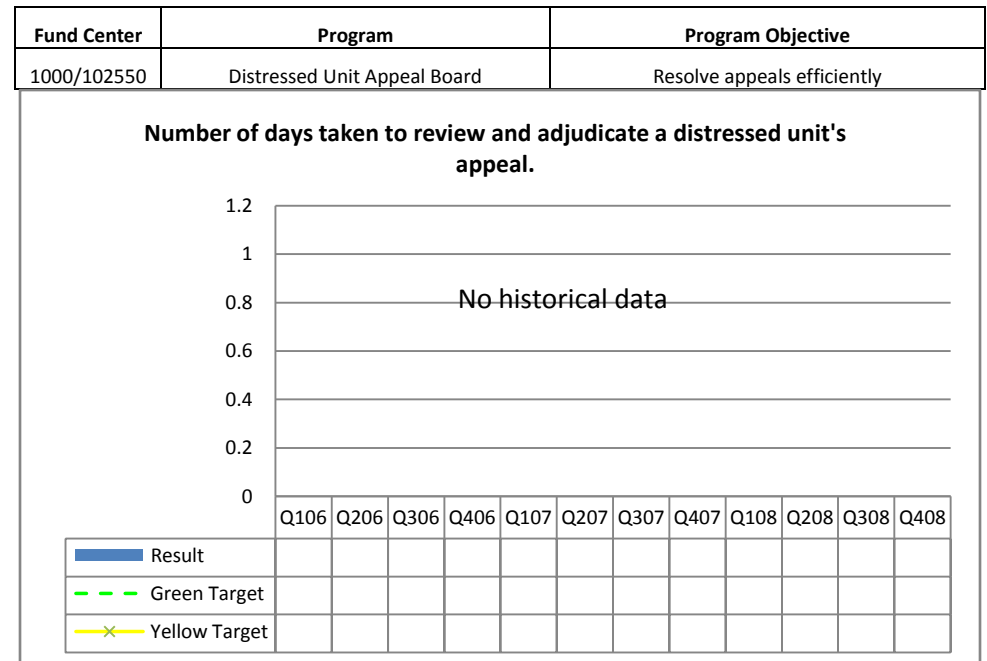 Fund Center Program Program Objective
1000/102550 Distressed Unit Appeal Board Resolve appeals efficiently
Number of days taken to review and adjudicate a distressed unit's
appeal.
1.2
1
No historical data
0.8
0.6
0.4
0.2
0
Q106 Q206 Q306 Q406 Q107 Q207 Q307 Q407 Q108 Q208 Q308 Q408
Result
Green Target
Yellow Target